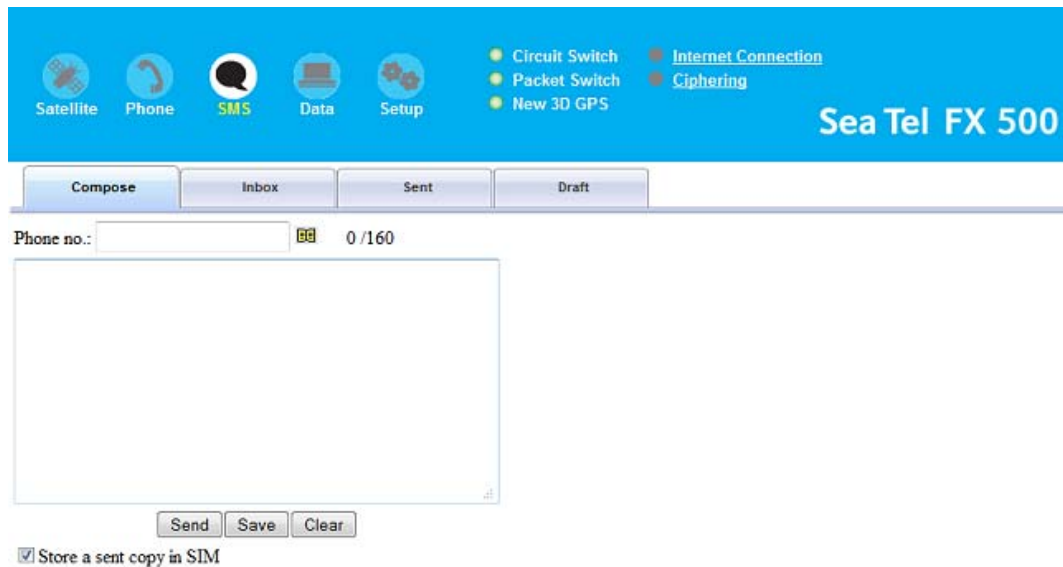 Satellite Phone SMS Data Setup
Circuit Switch Internet Connection
Packet Switch Ciphering
New 3D GPS
Sea Tel FX 500
Compose Inbox Sent Draft
Phone no.: 0 /160
Send Save Clear
Store a sent copy in SIM